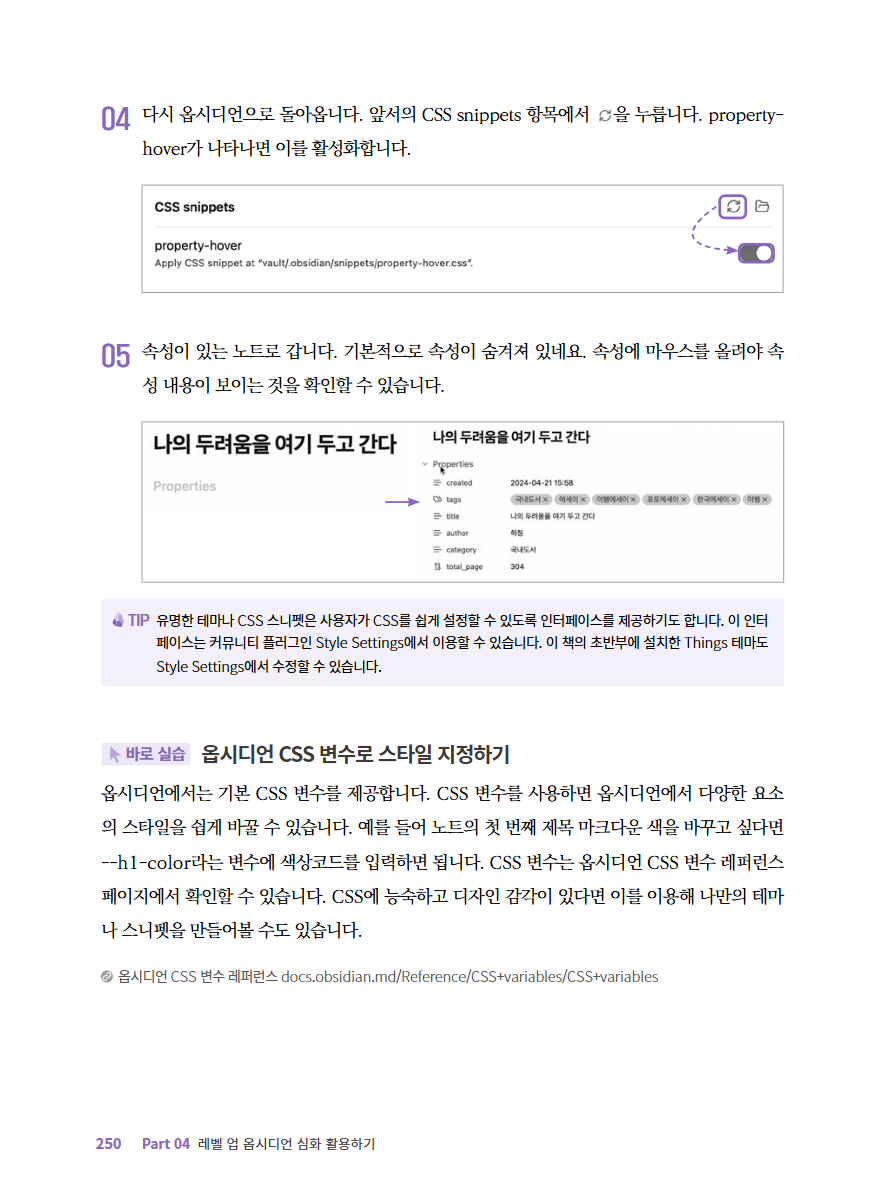 04 다시 옵시디언으로 돌아옵니다. 앞서의 CSS snippets 항목에서 을 누릅니다. property-
hover가 나타나면 이를 활성화합니다.
CSS snippets
property-hover
Apply CSS snippet at “vault/.obsidian/snippets/property-hover.css”.
05 속성이 있는 노트로 갑니다. 기본적으로 속성이 숨겨져 있네요. 속성에 마우스를 올려야 속
성 내용이 보이는 것을 확인할 수 있습니다.
나의 두려움을 여기 두고 간다
Properties
나의 두려움을 여기 두고 간다
Properties
created 2024-04-21 15:58
tags 국내도서 × 에세이 × 여행에세이 × 포토에세이 × 한국에세이 × 여행 ×
title 나의 두려움을 여기 두고 간다
author 하정
category 국내도서
total_page 304
TIP 유명한 테마나 CSS 스니펫은 사용자가 CSS를 쉽게 설정할 수 있도록 인터페이스를 제공하기도 합니다. 이 인터
페이스는 커뮤니티 플러그인 Style Settings에서 이용할 수 있습니다. 이 책의 초반부에 설치한 Things 테마도
Style Settings에서 수정할 수 있습니다.
바로 실습 옵시디언 CSS 변수로 스타일 지정하기
옵시디언에서는 기본 CSS 변수를 제공합니다. CSS 변수를 사용하면 옵시디언에서 다양한 요소
의 스타일을 쉽게 바꿀 수 있습니다. 예를 들어 노트의 첫 번째 제목 마크다운 색을 바꾸고 싶다면
--h1-color라는 변수에 색상코드를 입력하면 됩니다. CSS 변수는 옵시디언 CSS 변수 레퍼런스
페이지에서 확인할 수 있습니다. CSS에 능숙하고 디자인 감각이 있다면 이를 이용해 나만의 테마
나 스니펫을 만들어볼 수도 있습니다.
옵시디언 CSS 변수 레퍼런스 docs.obsidian.md/Reference/CSS+variables/CSS+variables
250 Part 04 레벨 업 옵시디언 심화 활용하기